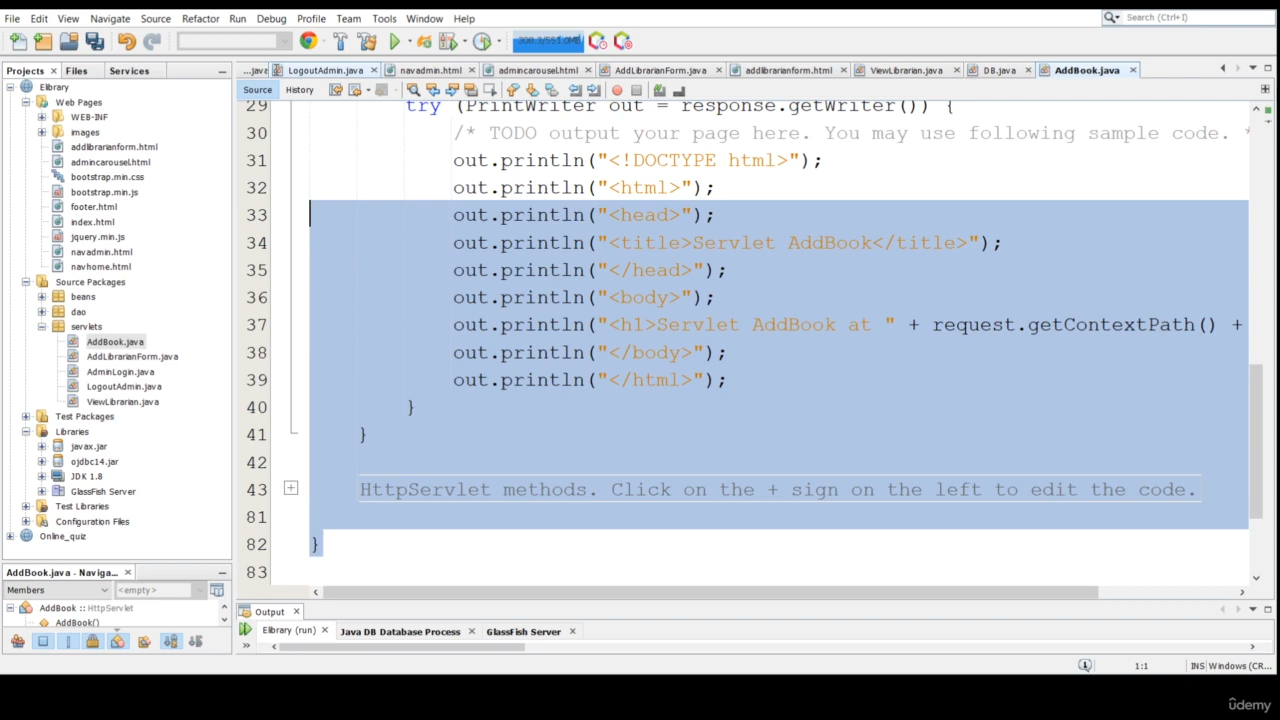 File Edit View Navigate Source Refactor Run Debug Profile Team Tools Window Help
Search (Ctrl+I)
Projects Files Services
...java LogoutAdmin.java navadmin.html admincarousel.html AddLibrarianForm.java addlibrarianform.html ViewLibrarian.java DB.java AddBook.java
Source History
Elibrary
Web Pages
WEB-INF
images
addlibrarianform.html
admincarousel.html
bootstrap.min.css
bootstrap.min.js
footer.html
index.html
jquery.min.js
navadmin.html
navhome.html
Source Packages
beans
dao
servlets
AddBook.java
AddLibrarianForm.java
AdminLogin.java
LogoutAdmin.java
ViewLibrarian.java
Test Packages
Libraries
javax.jar
ojdbc14.jar
JDK 1.8
GlassFish Server
Test Libraries
Configuration Files
Online_quiz
29 try (PrintWriter out = response.getWriter()) {
30 /* TODO output your page here. You may use following sample code. *
31 out.println("<!DOCTYPE html>");
32 out.println("<html>");
33 out.println("<head>");
34 out.println("<title>Servlet AddBook</title>");
35 out.println("</head>");
36 out.println("<body>");
37 out.println("<h1>Servlet AddBook at " + request.getContextPath() +
38 out.println("</body>");
39 out.println("</html>");
40 }
41 }
42
43 HttpServlet methods. Click on the + sign on the left to edit the code.
81
82 }
83
AddBook.java - Naviga...
Members <empty>
AddBook :: HttpServlet
AddBook()
Output
Elibrary (run) Java DB Database Process GlassFish Server
1:1 INS Windows (CR...
ûdemy